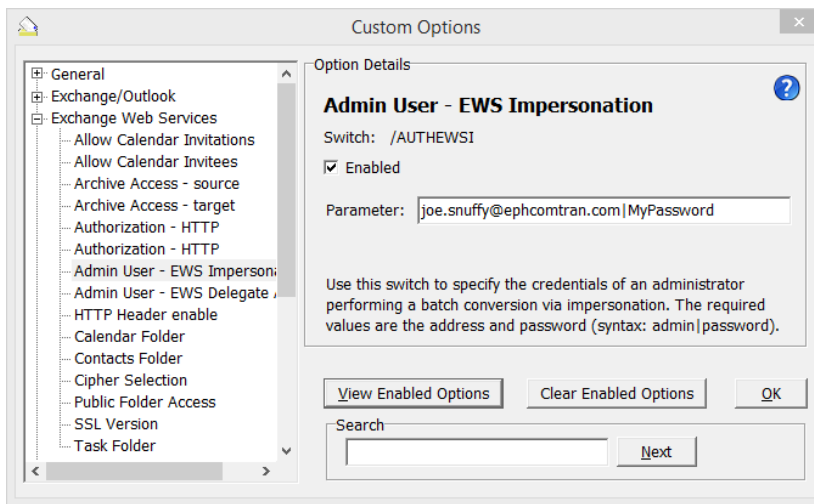 Custom Options
General
Exchange/Outlook
Exchange Web Services
Allow Calendar Invitations
Allow Calendar Invitees
Archive Access - source
Archive Access - target
Authorization - HTTP
Authorization - HTTP
Admin User - EWS Impersona
Admin User - EWS Delegate
HTTP Header enable
Calendar Folder
Contacts Folder
Cipher Selection
Public Folder Access
SSL Version
Task Folder
Option Details
Admin User - EWS Impersonation
Switch: /AUTHEWSI
Enabled
Parameter: joe.snuffy@ephcomtran.com|MyPassword
Use this switch to specify the credentials of an administrator
performing a batch conversion via impersonation. The required
values are the address and password (syntax: admin|password).
View Enabled Options Clear Enabled Options OK
Search
Next